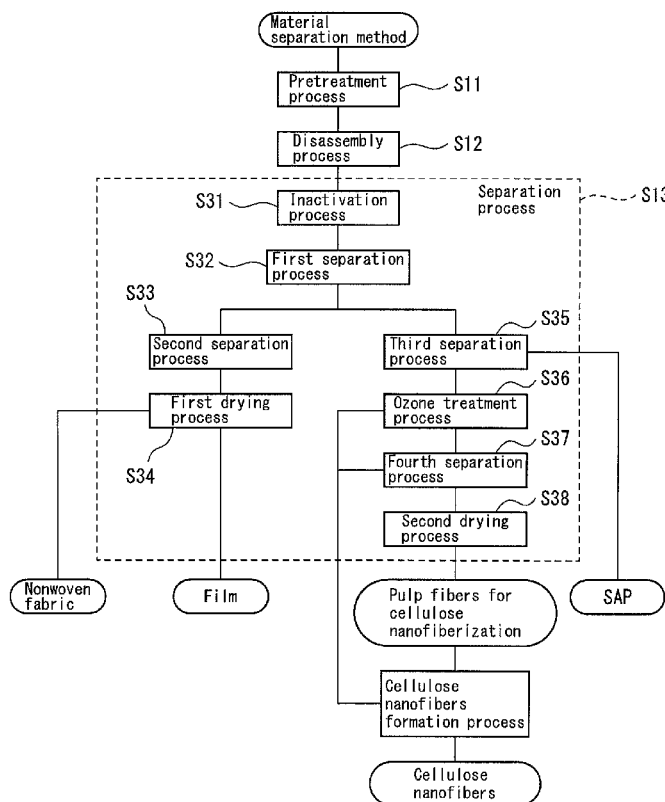 Material
separation method
Pretreatment
process
S11
Disassembly
process
S12
Inactivation
process
S31
Separation
process
S13
First separation
process
S32
Second separation
process
S33
Third separation
process
S35
First drying
process
S34
Ozone treatment
process
S36
Fourth separation
process
S37
Second drying
process
S38
Nonwoven
fabric
Film
Pulp fibers for
cellulose
nanofiberization
SAP
Cellulose
nanofibers
formation process
Cellulose
nanofibers